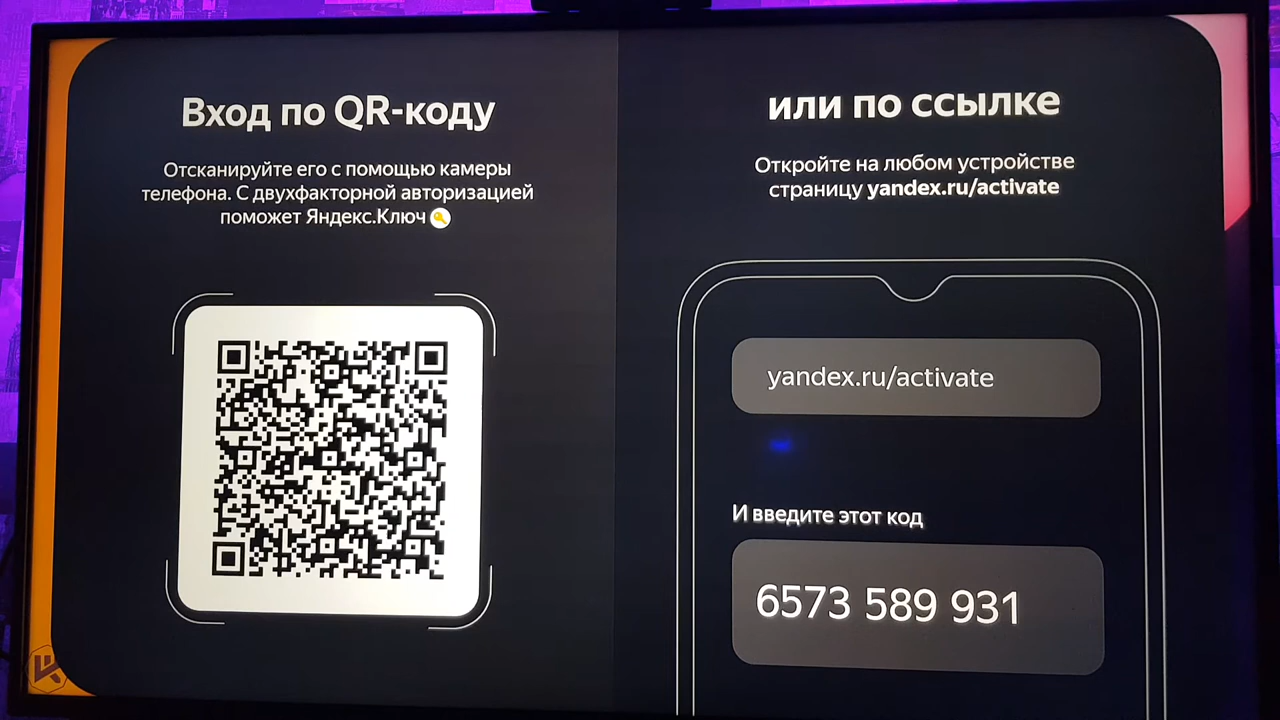 Вход по QR-коду
Отсканируйте его с помощью камеры
телефона. С двухфакторной авторизацией
поможет Яндекс.Ключ
или по ссылке
Откройте на любом устройстве
страницу yandex.ru/activate
yandex.ru/activate
И введите этот код
6573 589 931